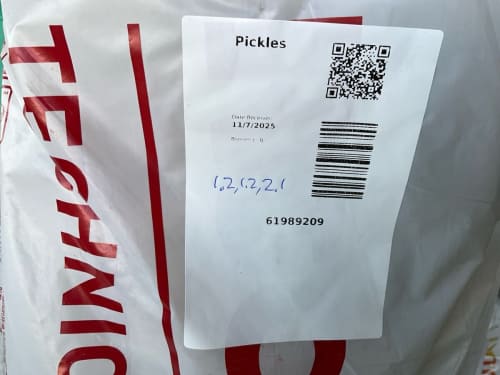 Pickles
Date Received:
11/7/2025
1.2,1.2,2.1
61989209
TECHNIC